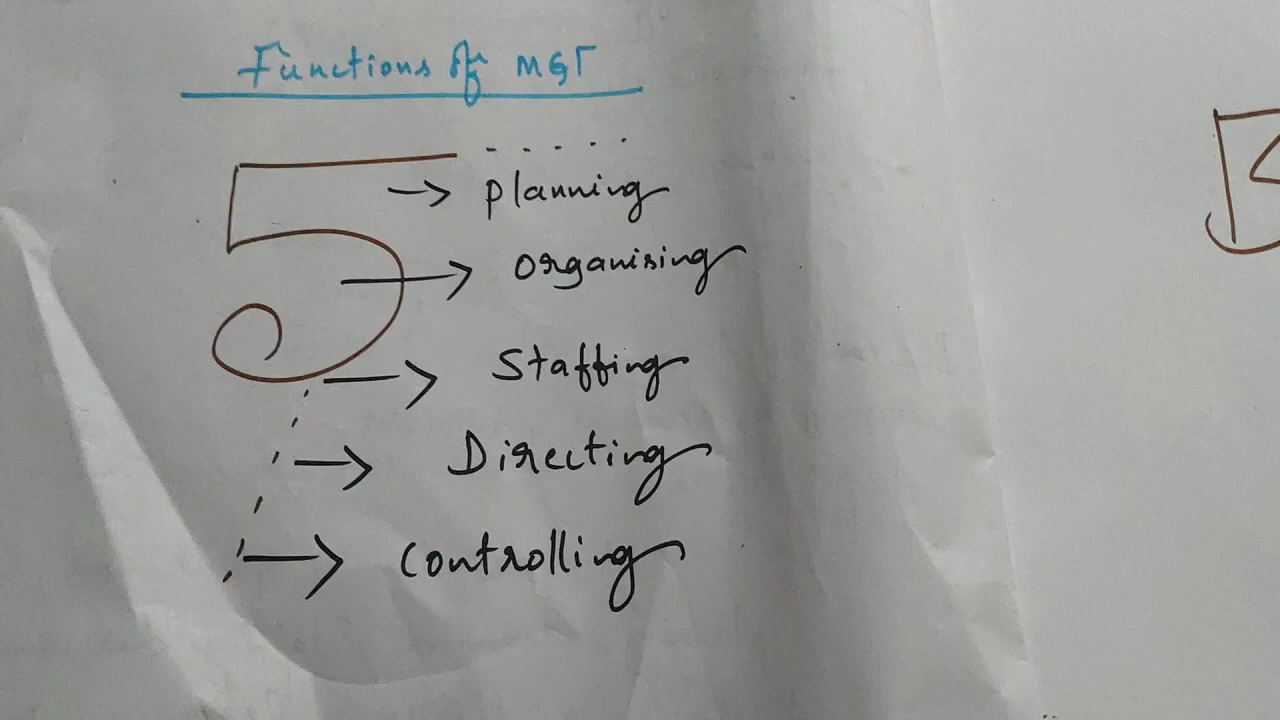 Functions of MGT
5 .....
→ planning
→ organising
→ Staffing
→ Directing
→ controlling